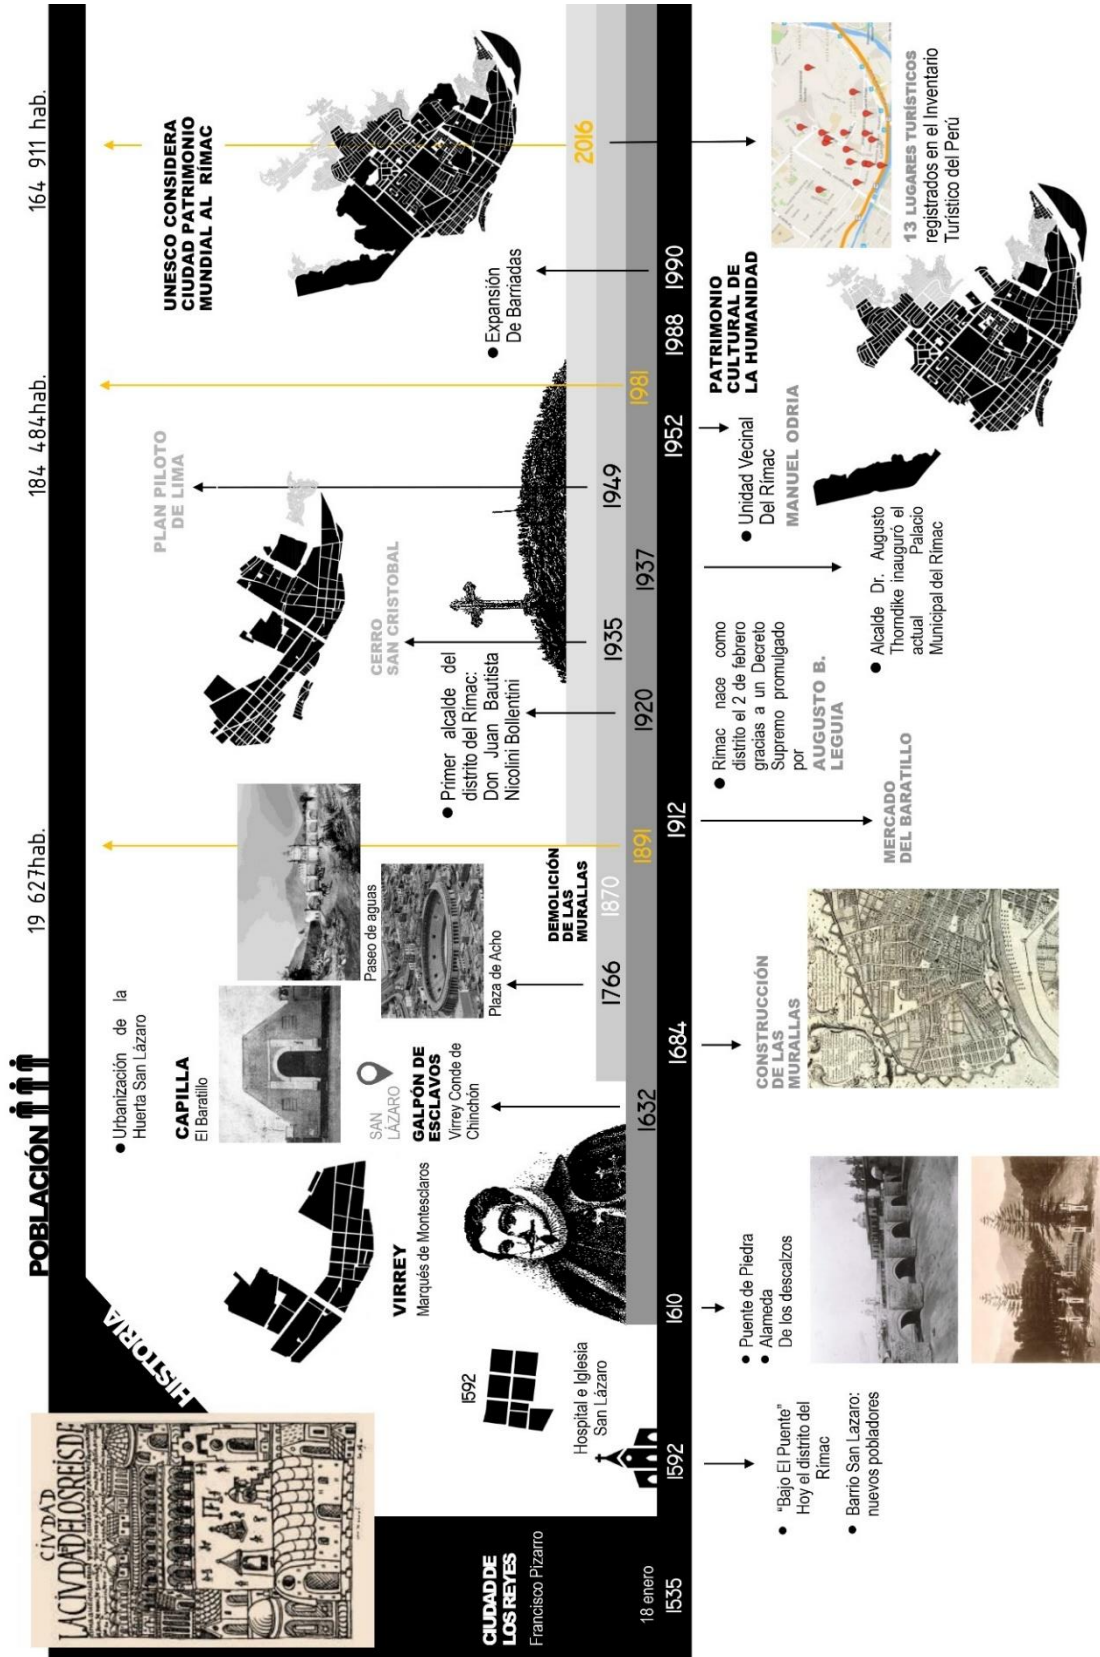 POBLACIÓN
19 627hab.
184 484hab.
164 911 hab.
HISTORIA
CIVDAD
LACIVDADELOSREISDE
CIUDAD DE
LOS REYES
Francisco Pizarro
18 enero
1535
1592
Hospital e Iglesia
San Lázaro
1592
● "Bajo El Puente"
Hoy el distrito del
Rímac
● Barrio San Lazaro:
nuevos pobladores
VIRREY
Marqués de Montesclaros
1610
● Puente de Piedra
● Alameda
De los descalzos
● Urbanización de la
Huerta San Lázaro
CAPILLA
El Baratillo
SAN
LÁZARO
GALPÓN DE
ESCLAVOS
Virrey Conde de
Chinchón
1632
1684
CONSTRUCCIÓN
DE LAS
MURALLAS
Paseo de aguas
Plaza de Acho
1766
DEMOLICIÓN
DE LAS
MURALLAS
1870
1891
1912
MERCADO
DEL BARATILLO
● Primer alcalde del
distrito del Rímac:
Don Juan Bautista
Nicolini Bollentini
1920
● Rimac nace como
distrito el 2 de febrero
gracias a un Decreto
Supremo promulgado
por
AUGUSTO B.
LEGUIA
CERRO
SAN CRISTOBAL
1935
1937
● Alcalde Dr. Augusto
Thorndike inauguró el
actual Palacio
Municipal del Rímac
PLAN PILOTO
DE LIMA
1949
1952
● Unidad Vecinal
Del Rímac
MANUEL ODRIA
1981
1988
PATRIMONIO
CULTURAL DE
LA HUMANIDAD
● Expansión
De Barriadas
1990
UNESCO CONSIDERA
CIUDAD PATRIMONIO
MUNDIAL AL RÍMAC
2016
13 LUGARES TURÍSTICOS
registrados en el Inventario
Turístico del Perú